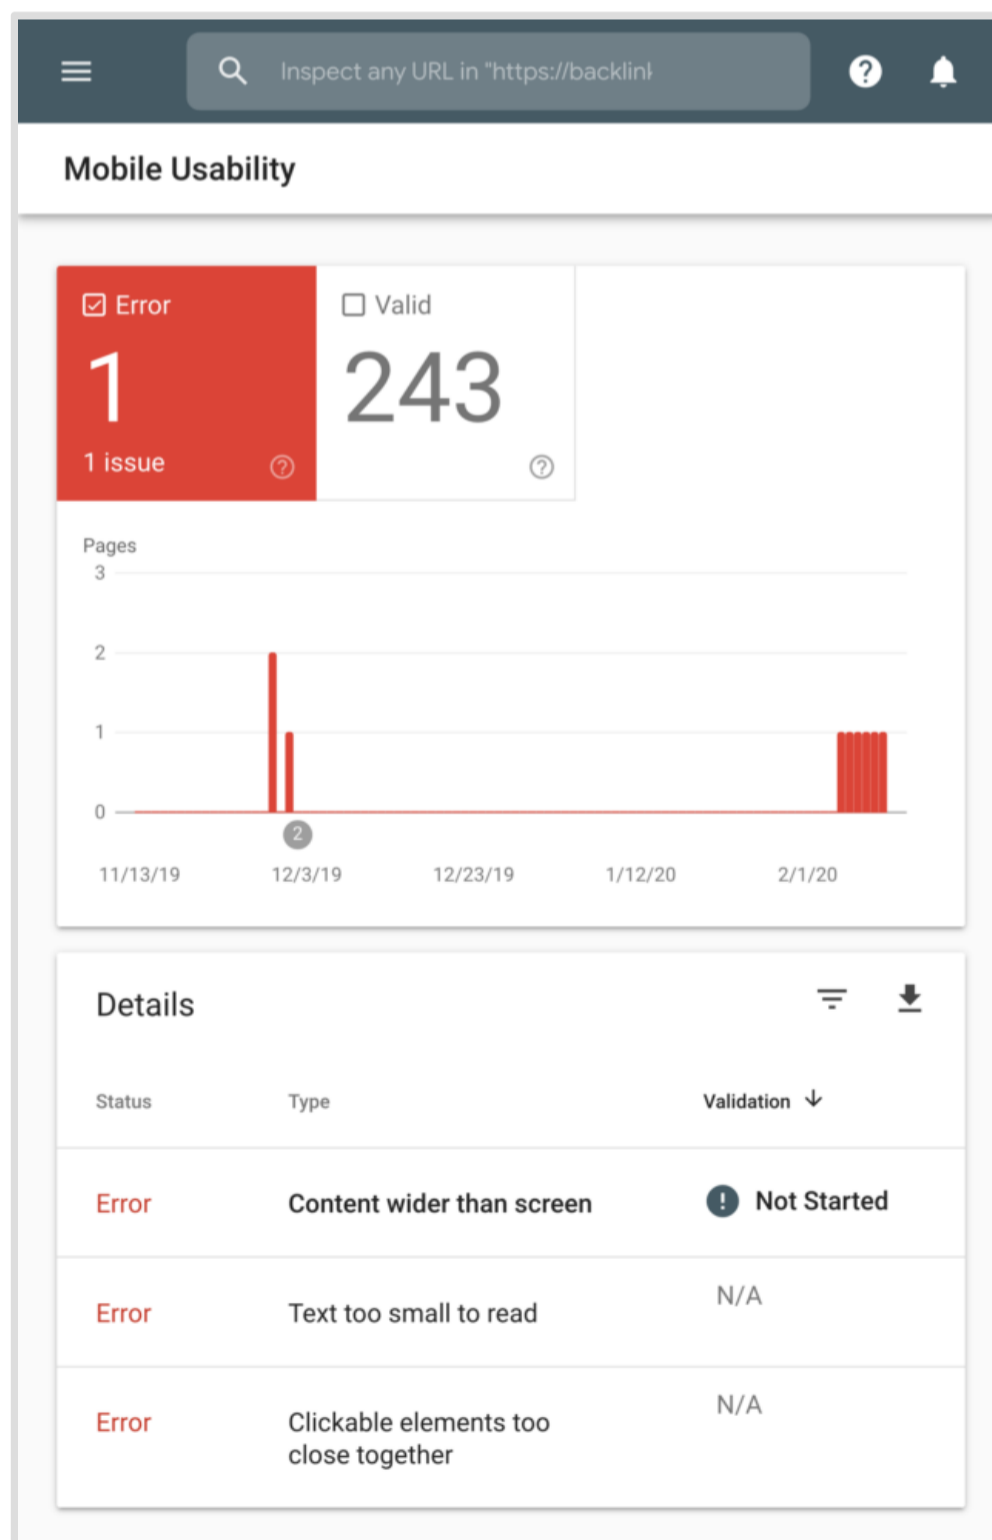 Inspect any URL in "https://backlink
Mobile Usability
Error
Valid
1
243
1 issue
Pages
3
2
1
0
2
11/13/19 12/3/19 12/23/19 1/12/20 2/1/20
Details
Status Type Validation
Error Content wider than screen Not Started
Error Text too small to read N/A
Error Clickable elements too N/A
close together